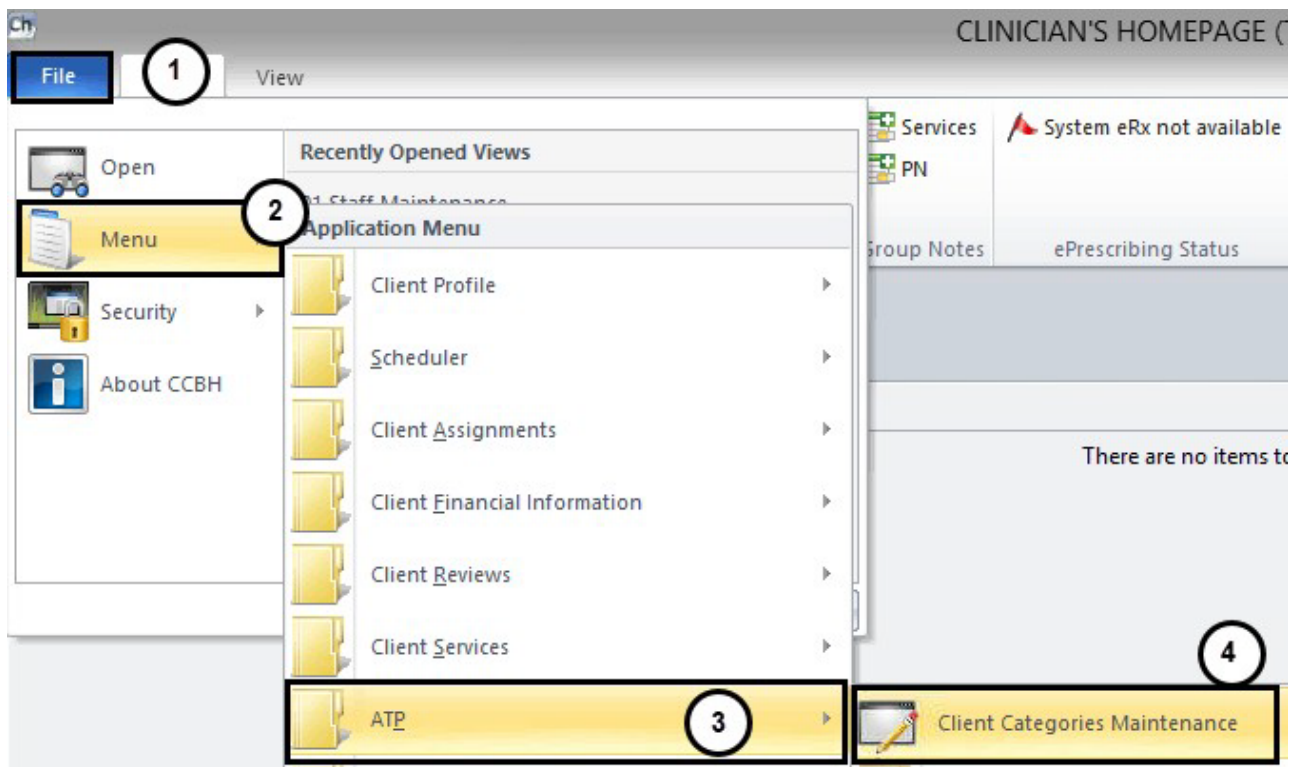 Ch
CLINICIAN'S HOMEPAGE (
File
1
View
Services
System eRx not available
PN
Group Notes
ePrescribing Status
Open
Menu
2
Security
About CCBH
Recently Opened Views
Staff Maintenance
Application Menu
Client Profile
Scheduler
Client Assignments
Client Financial Information
Client Reviews
Client Services
ATP
3
There are no items to
4
Client Categories Maintenance